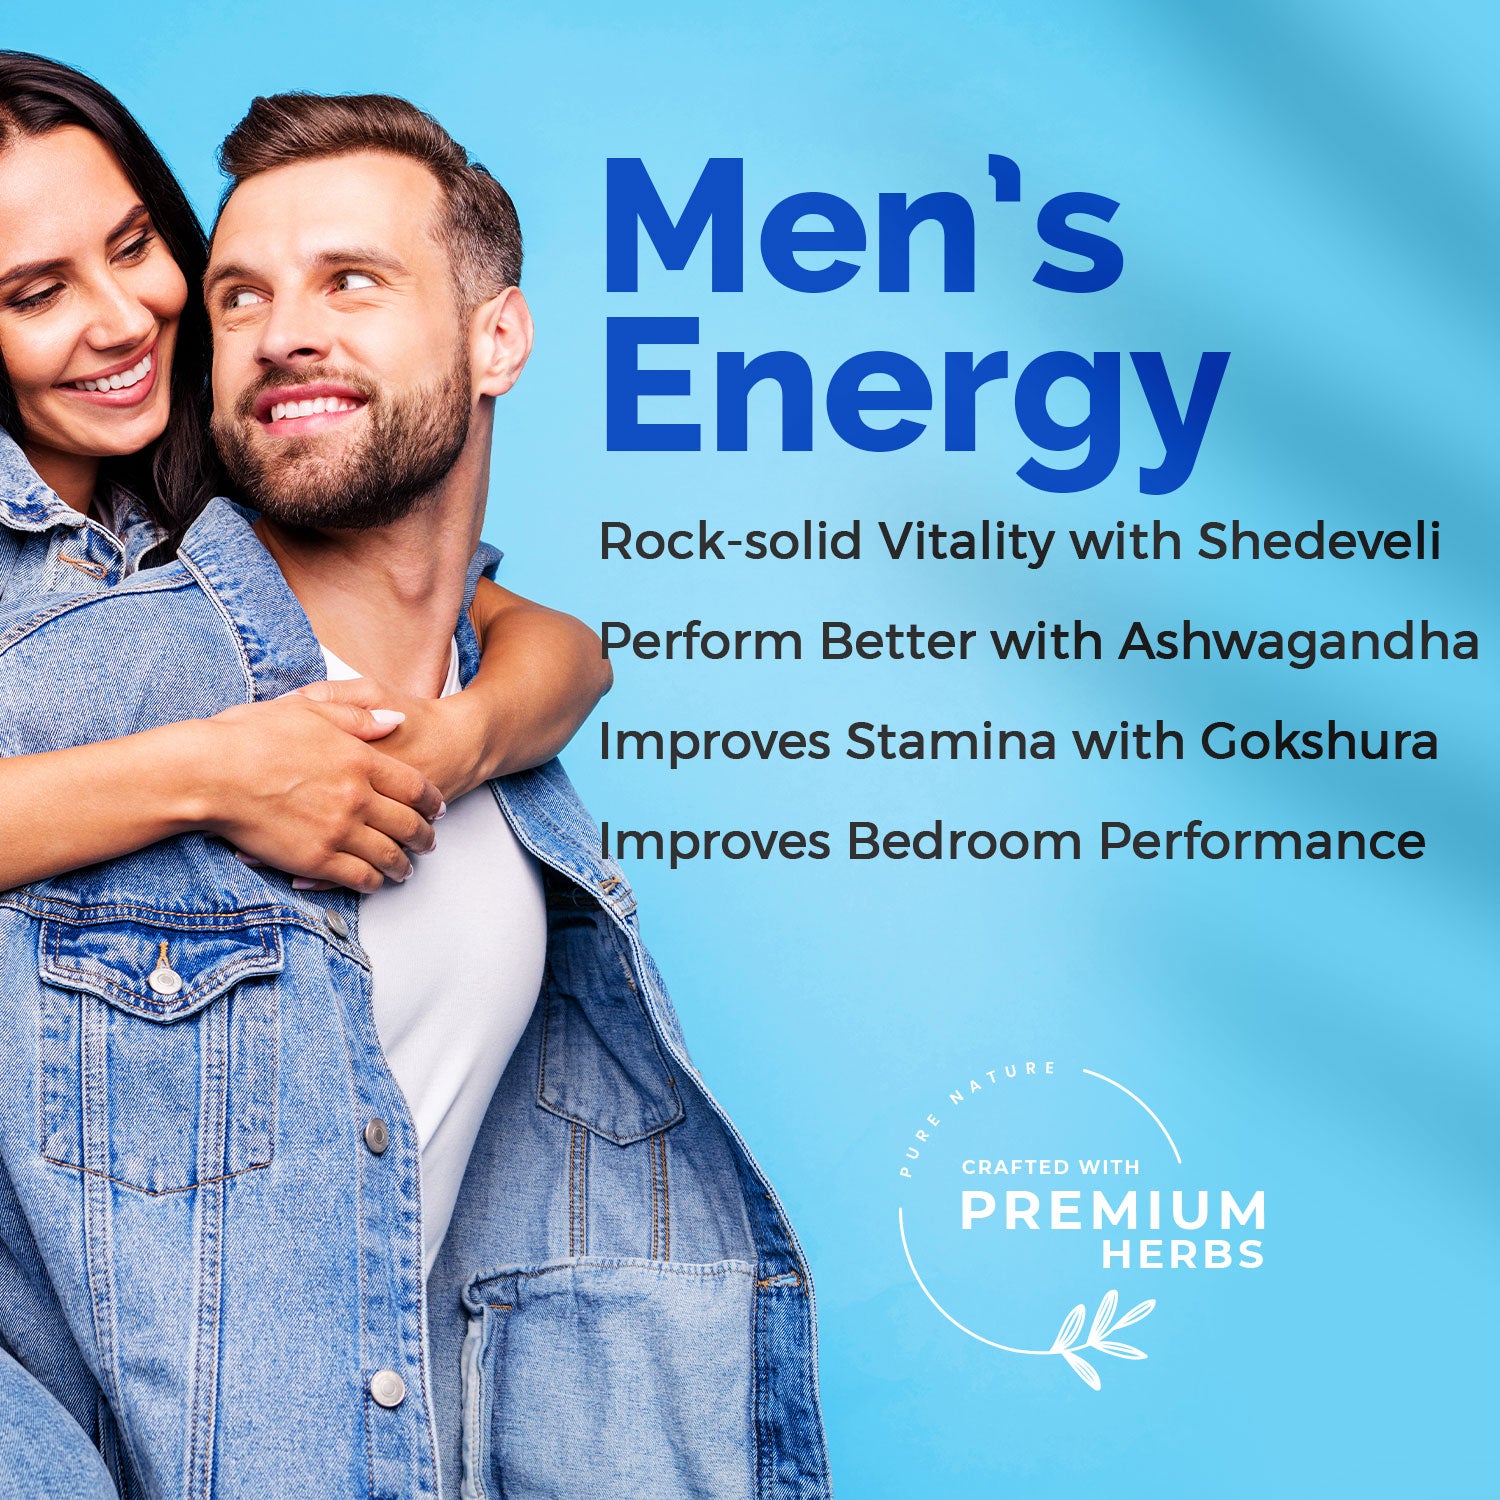 Men's
Energy
Rock-solid Vitality with Shedeveli
Perform Better with Ashwagandha
Improves Stamina with Gokshura
Improves Bedroom Performance
PURE NATURE
CRAFTED WITH
PREMIUM
HERBS